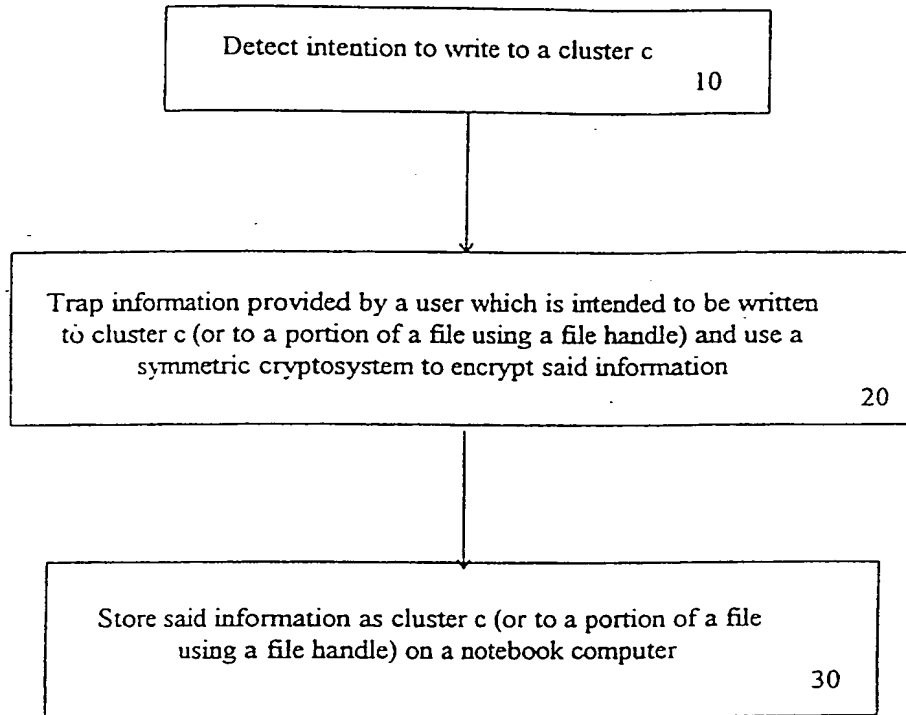 Detect intention to write to a cluster c
10
Trap information provided by a user which is intended to be written
to cluster c (or to a portion of a file using a file handle) and use a
symmetric cryptosystem to encrypt said information
20
Store said information as cluster c (or to a portion of a file
using a file handle) on a notebook computer
30